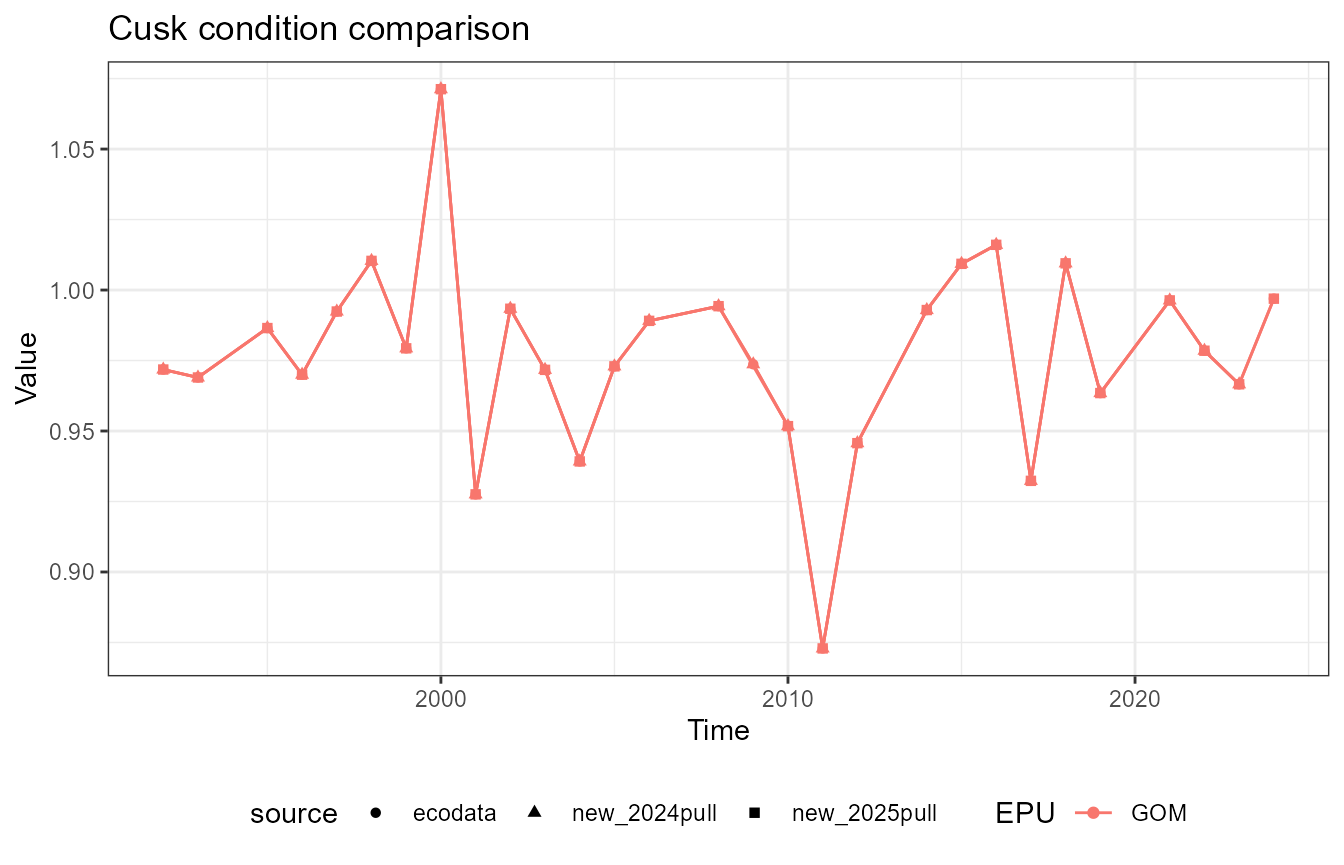 Cusk condition comparison
1.05
1.00
0.95
0.90
Value
2000 2010 2020
Time
source ecodata new_2024pull new_2025pull EPU GOM